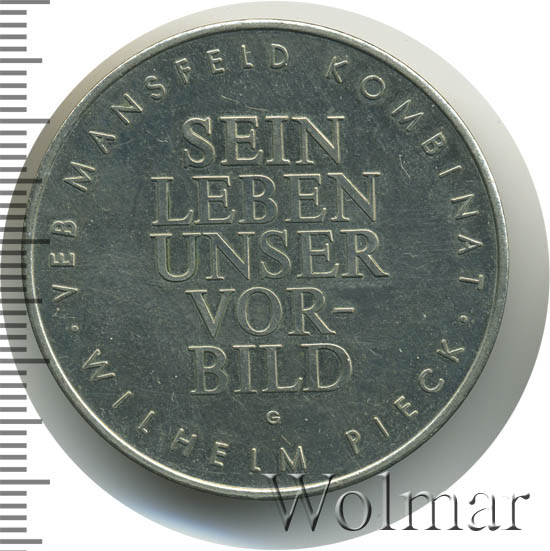 · VEB MANSFELD KOMBINAT ·
SEIN
LEBEN
UNSER
VOR-
BILD
G
WILHELM PIECK
Wolmar